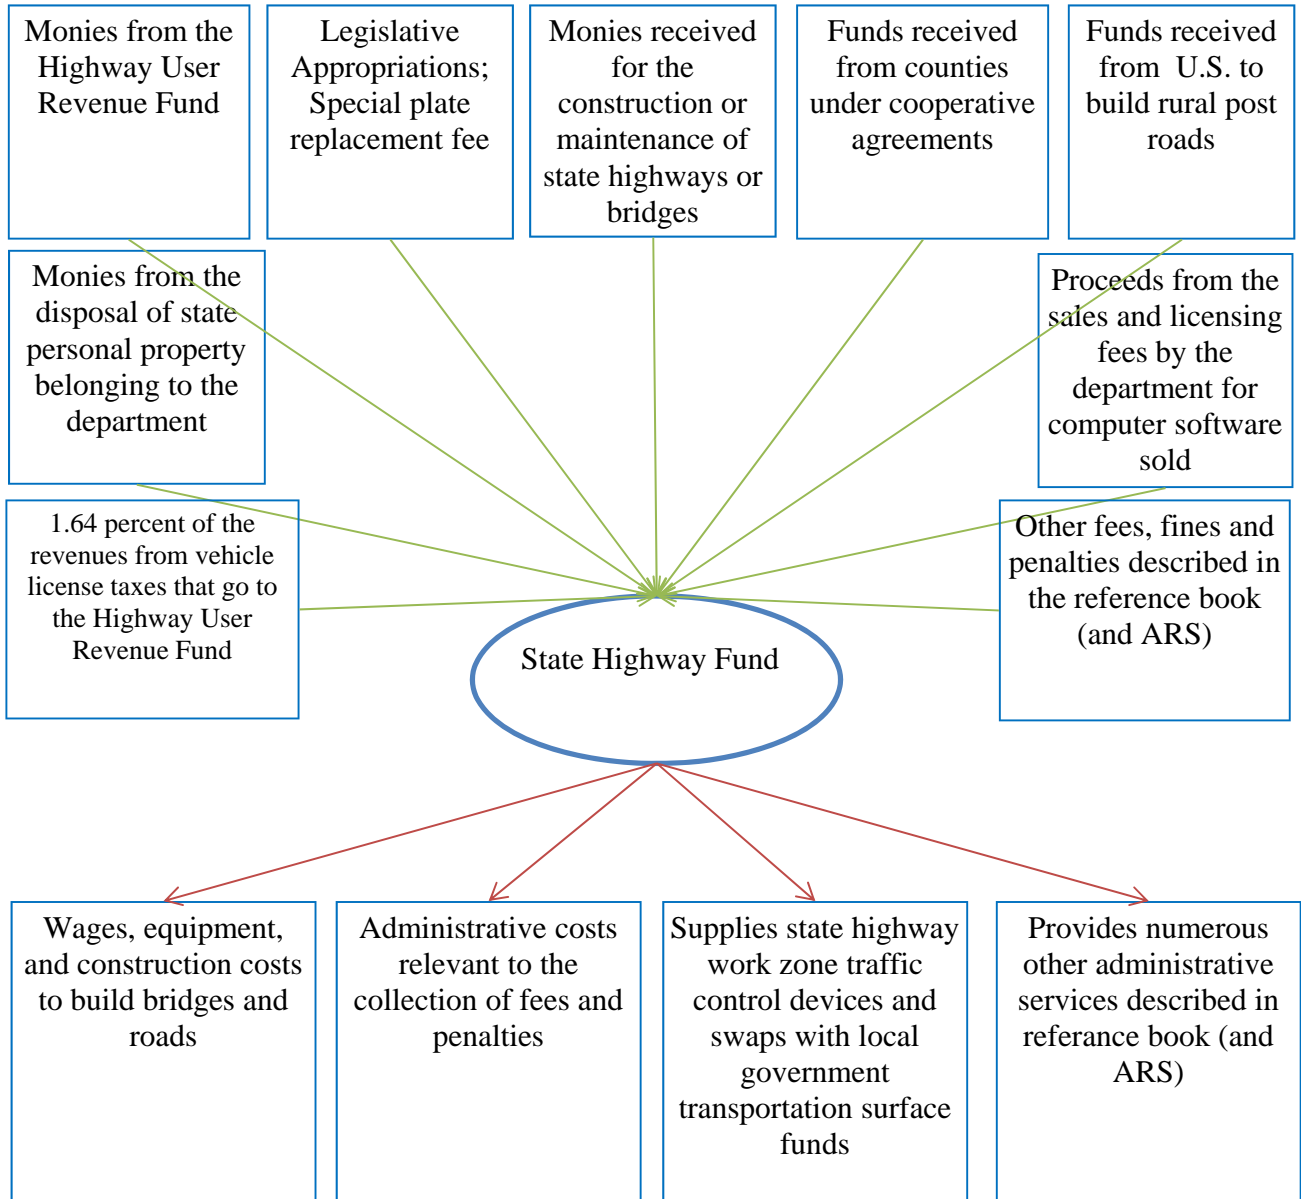 Monies from the
Highway User
Revenue Fund
Legislative
Appropriations;
Special plate
replacement fee
Monies received
for the
construction or
maintenance of
state highways or
bridges
Funds received
from counties
under cooperative
agreements
Funds received
from U.S. to
build rural post
roads
Monies from the
disposal of state
personal property
belonging to the
department
Proceeds from the
sales and licensing
fees by the
department for
computer software
sold
1.64 percent of the
revenues from vehicle
license taxes that go to
the Highway User
Revenue Fund
Other fees, fines and
penalties described in
the reference book
(and ARS)
State Highway Fund
Wages, equipment,
and construction costs
to build bridges and
roads
Administrative costs
relevant to the
collection of fees and
penalties
Supplies state highway
work zone traffic
control devices and
swaps with local
government
transportation surface
funds
Provides numerous
other administrative
services described in
referance book (and
ARS)